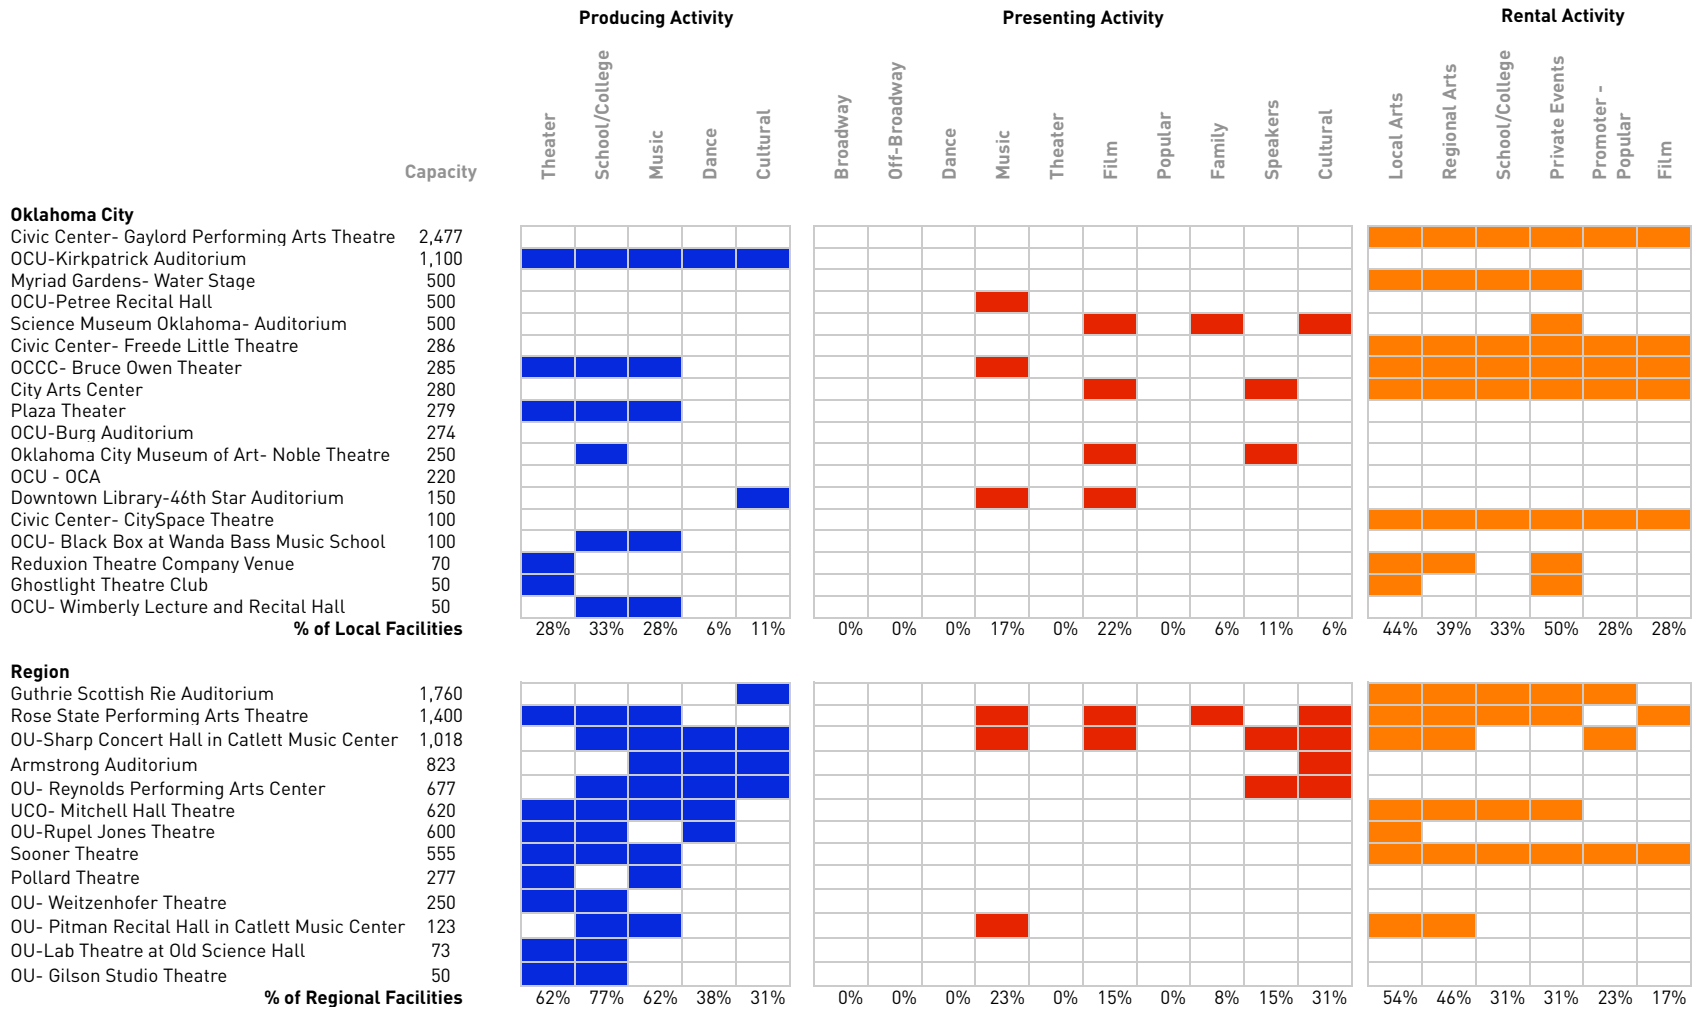 Producing Activity Presenting Activity Rental Activity
Capacity Theater School/College Music Dance Cultural Broadway Off-Broadway Dance Music Theater Film Popular Family Speakers Cultural Local Arts Regional Arts School/College Private Events Promoter - Popular Film
Oklahoma City
Civic Center- Gaylord Performing Arts Theatre 2,477
OCU-Kirkpatrick Auditorium 1,100
Myriad Gardens- Water Stage 500
OCU-Petree Recital Hall 500
Science Museum Oklahoma- Auditorium 500
Civic Center- Freede Little Theatre 286
OCCC- Bruce Owen Theater 285
City Arts Center 280
Plaza Theater 279
OCU-Burg Auditorium 274
Oklahoma City Museum of Art- Noble Theatre 250
OCU - OCA 220
Downtown Library-46th Star Auditorium 150
Civic Center- CitySpace Theatre 100
OCU- Black Box at Wanda Bass Music School 100
Reduxion Theatre Company Venue 70
Ghostlight Theatre Club 50
OCU- Wimberly Lecture and Recital Hall 50
% of Local Facilities 28% 33% 28% 6% 11% 0% 0% 0% 17% 0% 22% 0% 6% 11% 6% 44% 39% 33% 50% 28% 28%
Region
Guthrie Scottish Rie Auditorium 1,760
Rose State Performing Arts Theatre 1,400
OU-Sharp Concert Hall in Catlett Music Center 1,018
Armstrong Auditorium 823
OU- Reynolds Performing Arts Center 677
UCO- Mitchell Hall Theatre 620
OU-Rupel Jones Theatre 600
Sooner Theatre 555
Pollard Theatre 277
OU- Weitzenhofer Theatre 250
OU- Pitman Recital Hall in Catlett Music Center 123
OU-Lab Theatre at Old Science Hall 73
OU- Gilson Studio Theatre 50
% of Regional Facilities 62% 77% 62% 38% 31% 0% 0% 0% 23% 0% 15% 0% 8% 15% 31% 54% 46% 31% 31% 23% 17%